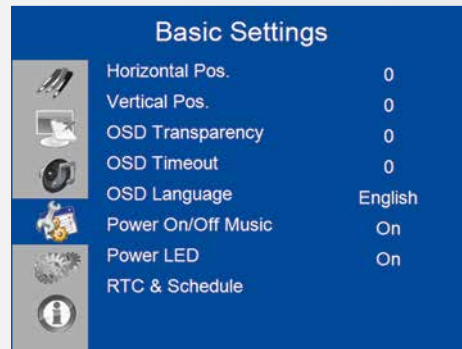 Basic Settings
Horizontal Pos. 0
Vertical Pos. 0
OSD Transparency 0
OSD Timeout 0
OSD Language English
Power On/Off Music On
Power LED On
RTC & Schedule